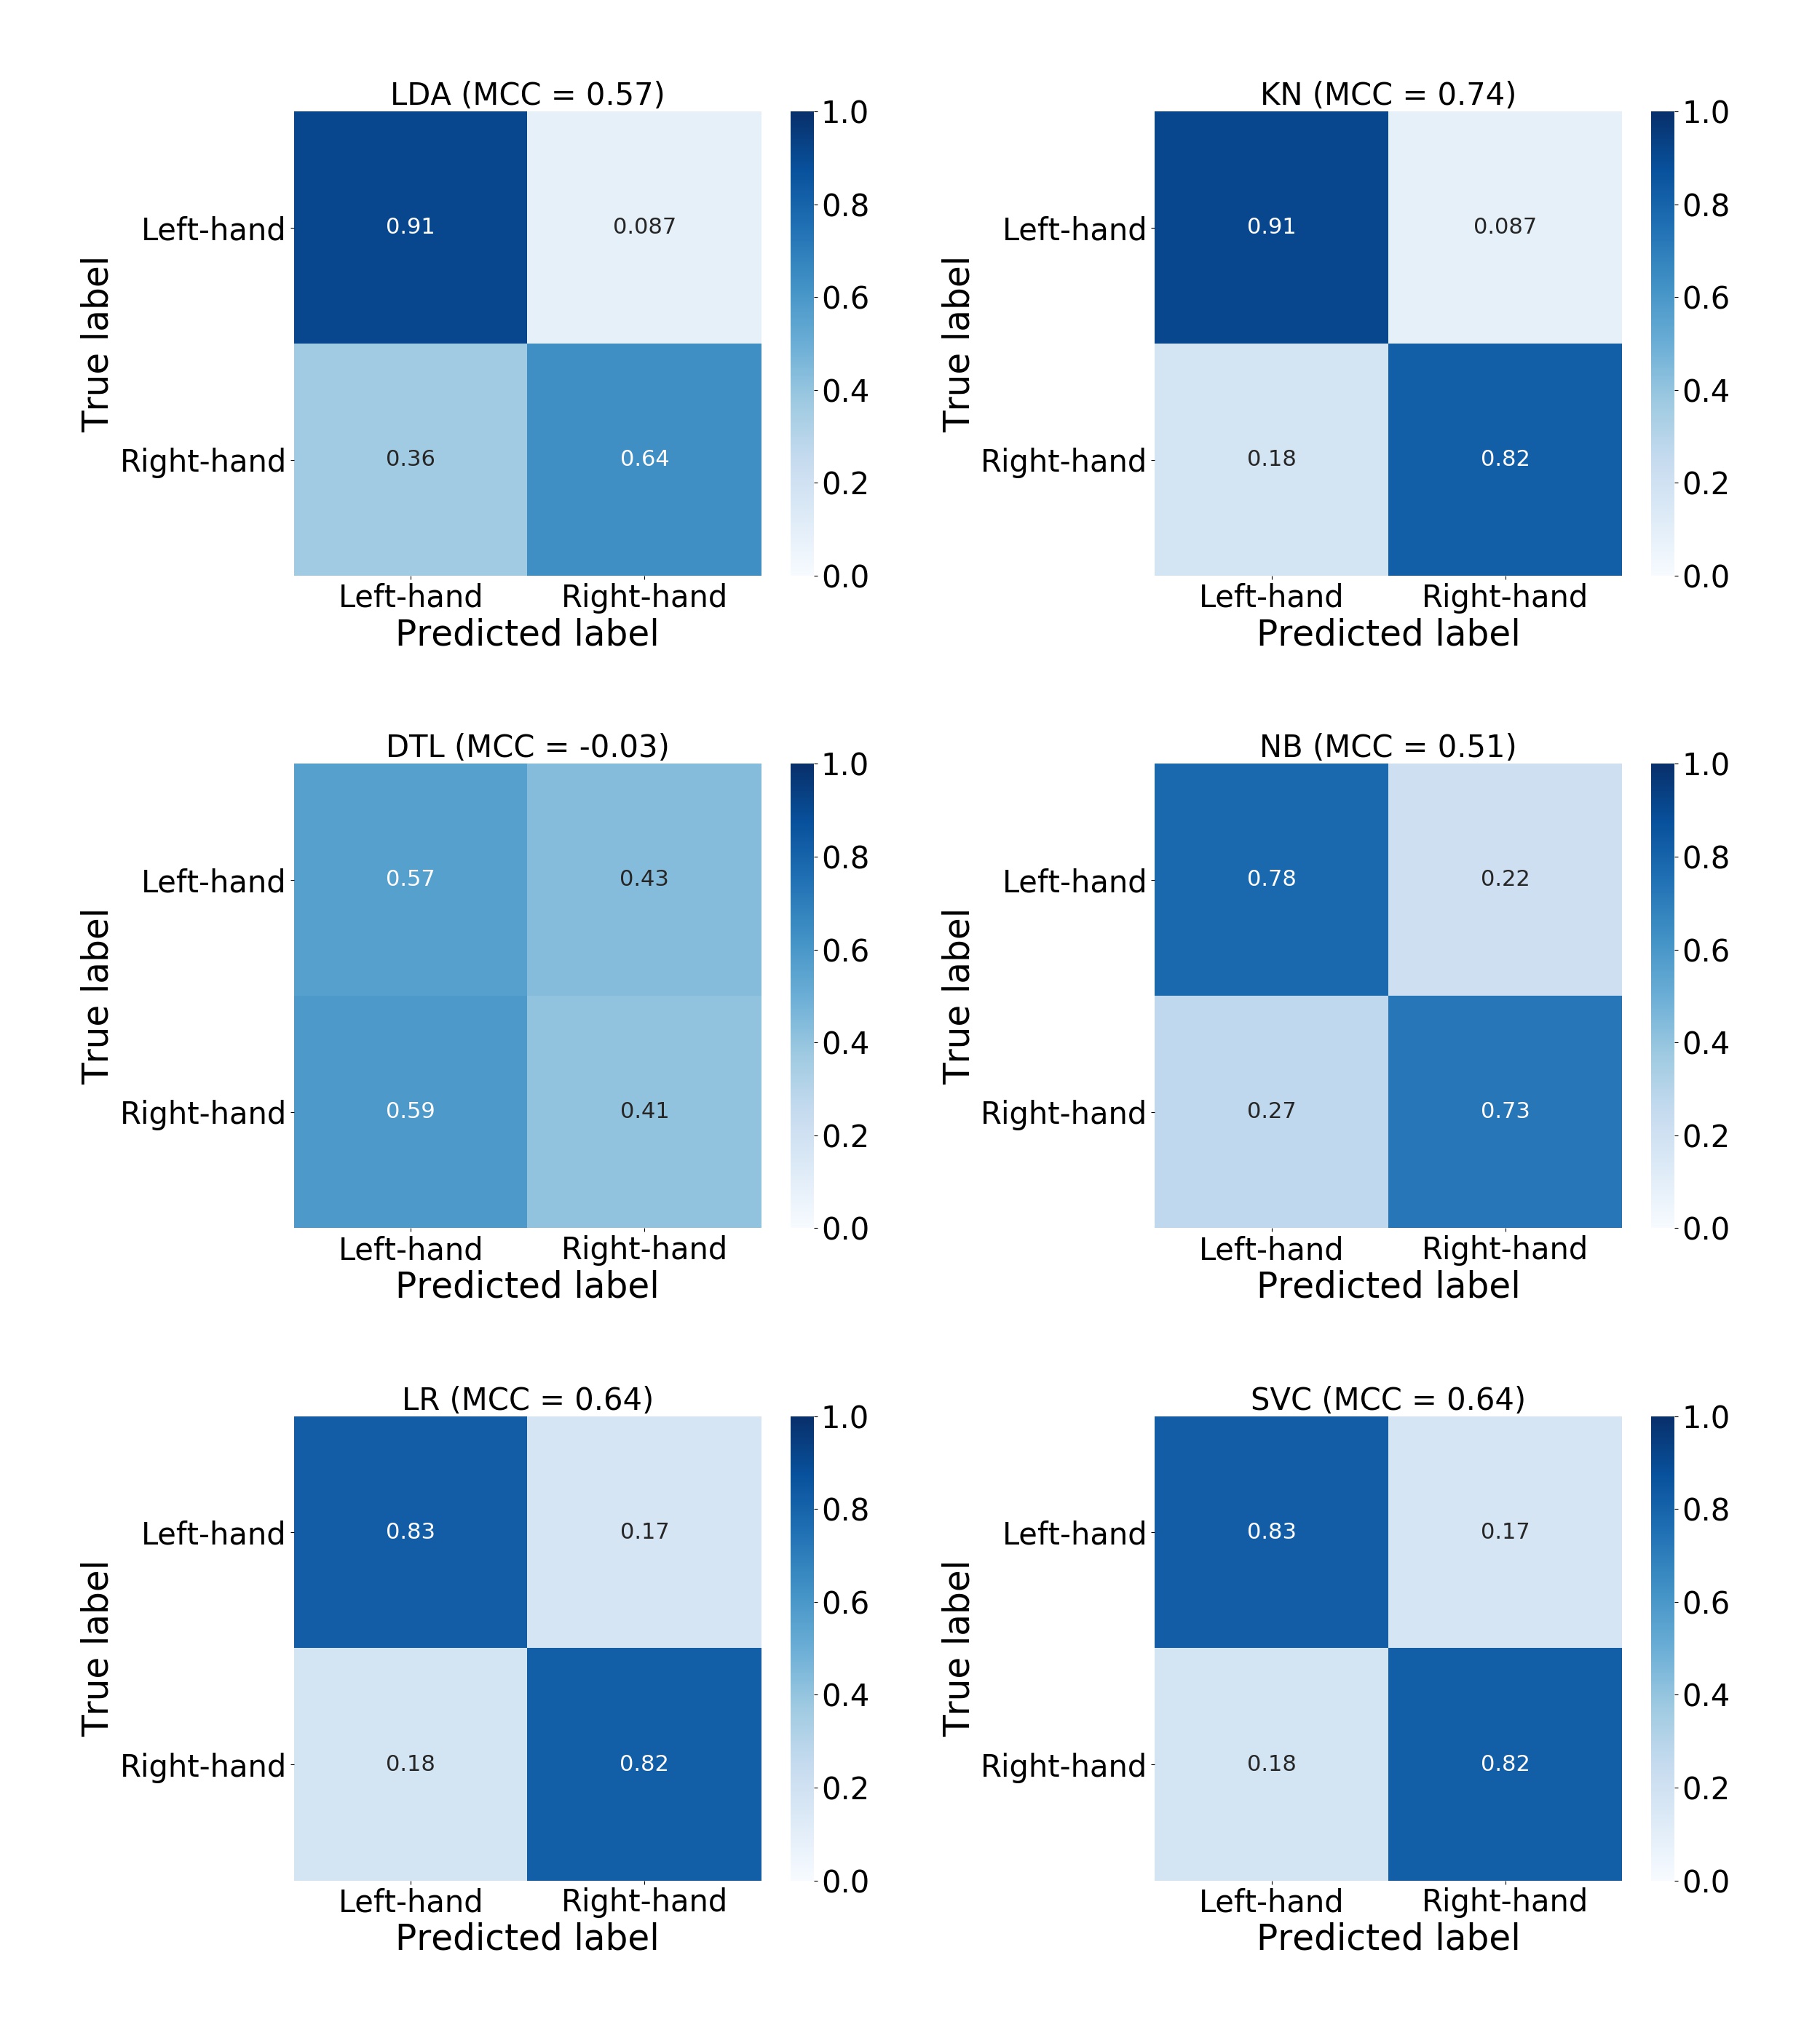 LDA (MCC = 0.57)
1.0
0.8
0.6
0.4
0.2
0.0
True label
Left-hand
Right-hand
0.91 0.087
0.36 0.64
Left-hand Right-hand
Predicted label
KN (MCC = 0.74)
1.0
0.8
0.6
0.4
0.2
0.0
True label
Left-hand
Right-hand
0.91 0.087
0.18 0.82
Left-hand Right-hand
Predicted label
DTL (MCC = -0.03)
1.0
0.8
0.6
0.4
0.2
0.0
True label
Left-hand
Right-hand
0.57 0.43
0.59 0.41
Left-hand Right-hand
Predicted label
NB (MCC = 0.51)
1.0
0.8
0.6
0.4
0.2
0.0
True label
Left-hand
Right-hand
0.78 0.22
0.27 0.73
Left-hand Right-hand
Predicted label
LR (MCC = 0.64)
1.0
0.8
0.6
0.4
0.2
0.0
True label
Left-hand
Right-hand
0.83 0.17
0.18 0.82
Left-hand Right-hand
Predicted label
SVC (MCC = 0.64)
1.0
0.8
0.6
0.4
0.2
0.0
True label
Left-hand
Right-hand
0.83 0.17
0.18 0.82
Left-hand Right-hand
Predicted label